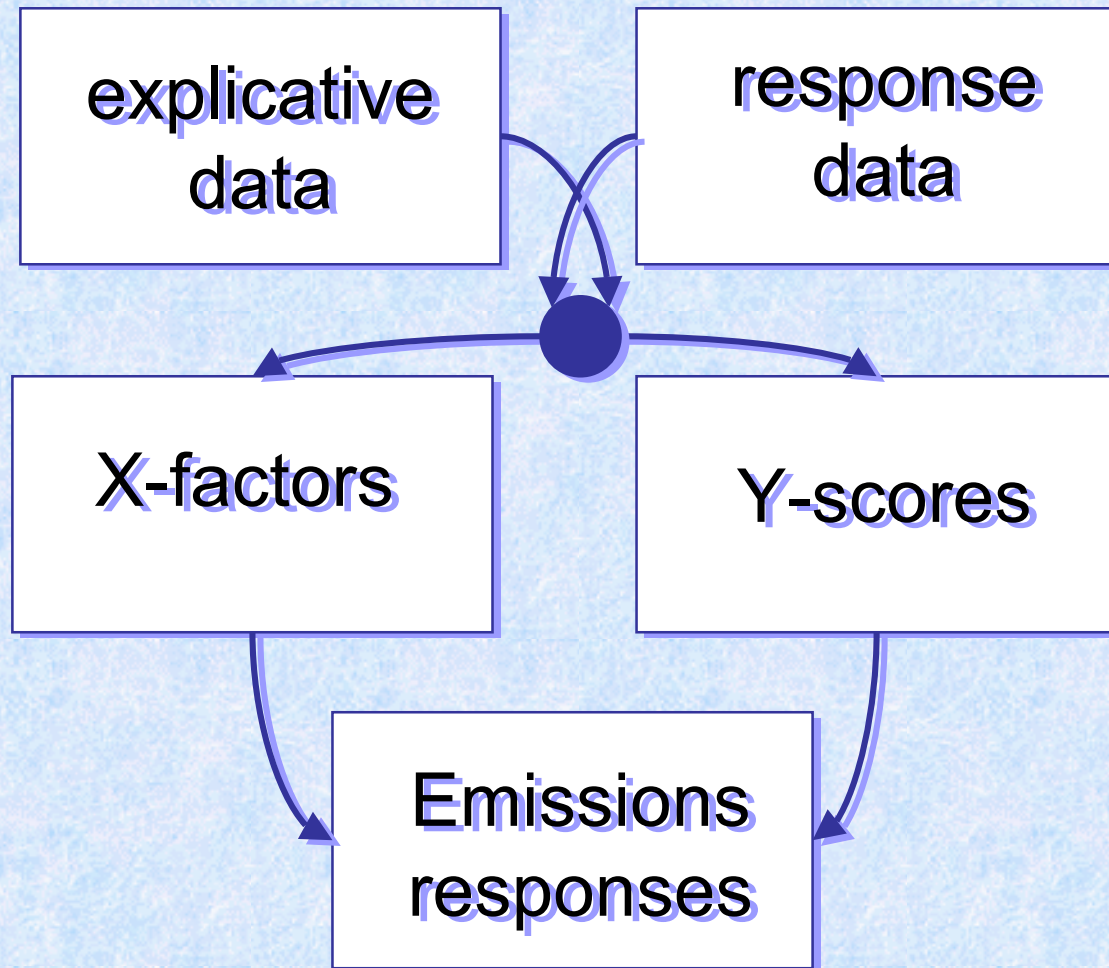 explicative
data
response
data
X-factors
Y-scores
Emissions
responses